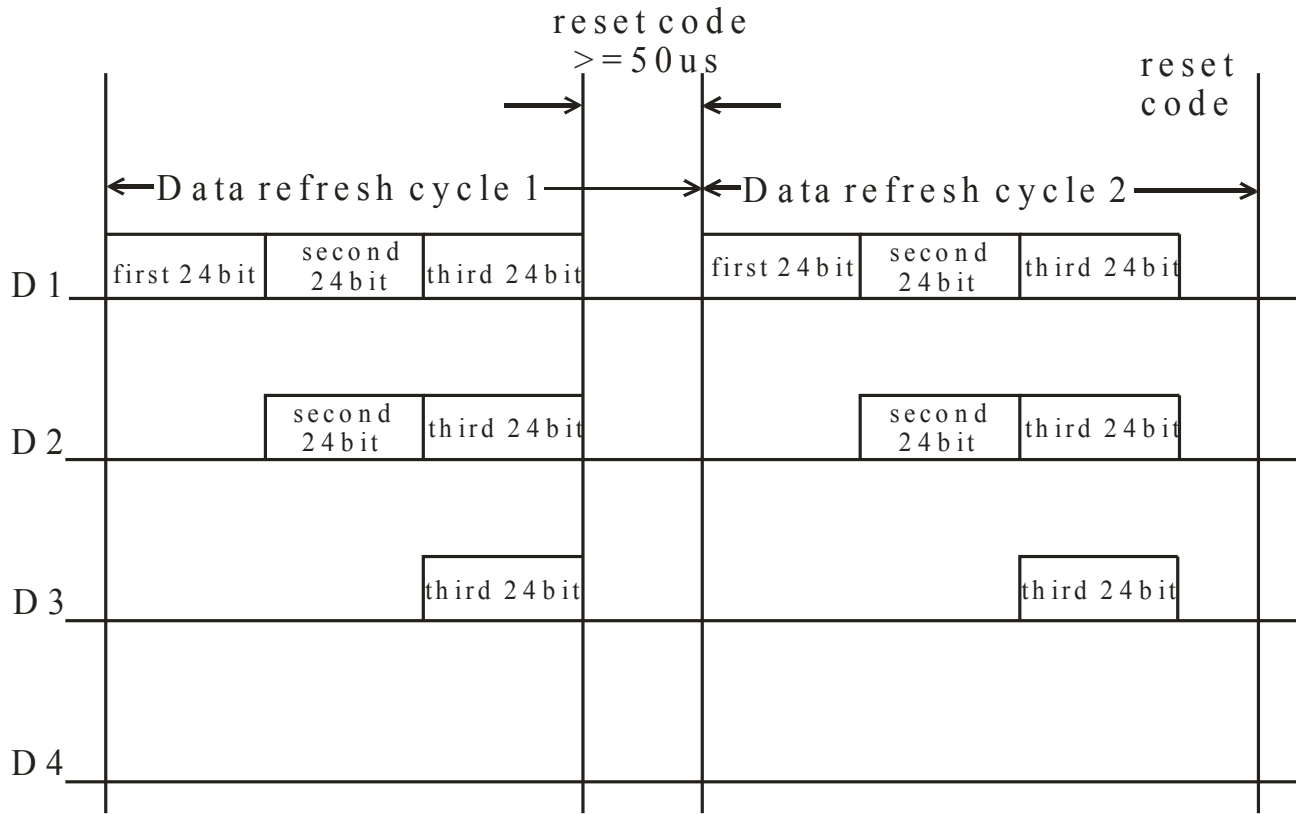 reset code
>=50us
reset
code
Data refresh cycle 1
Data refresh cycle 2
D1
first 24bit
second
24bit
third 24bit
first 24bit
second
24bit
third 24bit
D2
second
24bit
third 24bit
second
24bit
third 24bit
D3
third 24bit
third 24bit
D4